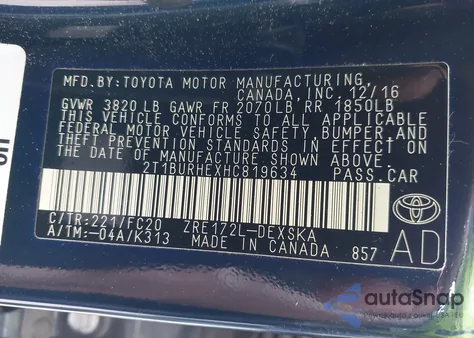 MFD.BY:TOYOTA MOTOR MANUFACTURING,
CANADA,INC. 12/16
GVWR 3820 LB GAWR FR 2070LB RR 1850LB
THIS VEHICLE CONFORMS TO ALL APPLICABLE
FEDERAL MOTOR VEHICLE SAFETY, BUMPER,AND
THEFT PREVENTION STANDARDS IN EFFECT ON
THE DATE OF MANUFACTURE SHOWN ABOVE.
2T1BURHEXHC819634 PASS.CAR
C/TR:221/FC20 ZRE172L-DEXSKA
A/TM:-04A/K313 MADE IN CANADA 857
AD
TOYOTA
autoSnap